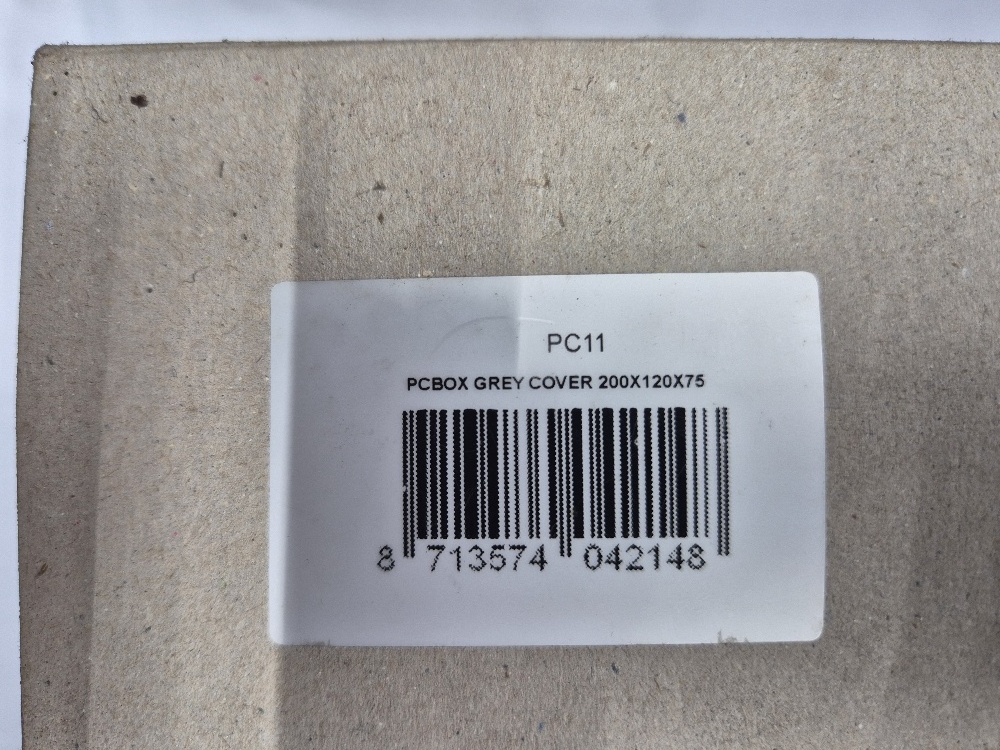 PC11
PCBOX GREY COVER 200X120X75
8 713574 042148